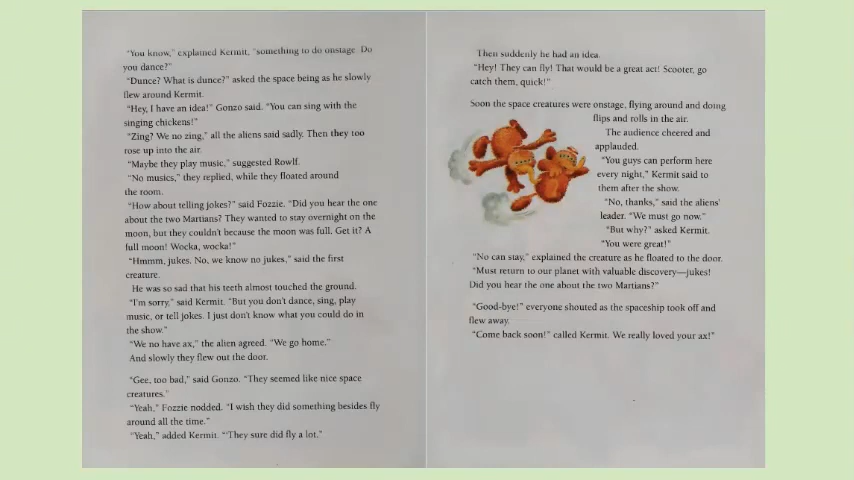 "You know," explained Kermit, "something to do onstage. Do
you dance?"
"Dunce? What is dunce?" asked the space being as he slowly
flew around Kermit.
"Hey, I have an idea!" Gonzo said. "You can sing with the
singing chickens!"
"Zing? We no zing," all the aliens said sadly. Then they too
rose up into the air.
"Maybe they play music," suggested Rowlf.
"No musics," they replied, while they floated around
the room.
"How about telling jokes?" said Fozzie. "Did you hear the one
about the two Martians? They wanted to stay overnight on the
moon, but they couldn't because the moon was full. Get it? A
full moon! Wocka, wocka!"
"Hmmm, jukes. No, we know no jukes," said the first
creature.
He was so sad that his teeth almost touched the ground.
"I'm sorry," said Kermit. "But you don't dance, sing, play
music, or tell jokes. I just don't know what you could do in
the show."
"We no have ax," the alien agreed. "We go home."
And slowly they flew out the door.
"Gee, too bad," said Gonzo. "They seemed like nice space
creatures."
"Yeah," Fozzie nodded. "I wish they did something besides fly
around all the time."
"Yeah," added Kermit. "They sure did fly a lot."
Then suddenly he had an idea.
"Hey! They can fly! That would be a great act! Scooter, go
catch them, quick!"
Soon the space creatures were onstage, flying around and doing
flips and rolls in the air.
The audience cheered and
applauded.
"You guys can perform here
every night," Kermit said to
them after the show.
"No, thanks," said the aliens'
leader. "We must go now."
"But why?" asked Kermit.
"You were great!"
"No can stay," explained the creature as he floated to the door.
"Must return to our planet with valuable discovery—jukes!
Did you hear the one about the two Martians?"
"Good-bye!" everyone shouted as the spaceship took off and
flew away.
"Come back soon!" called Kermit. We really loved your ax!"